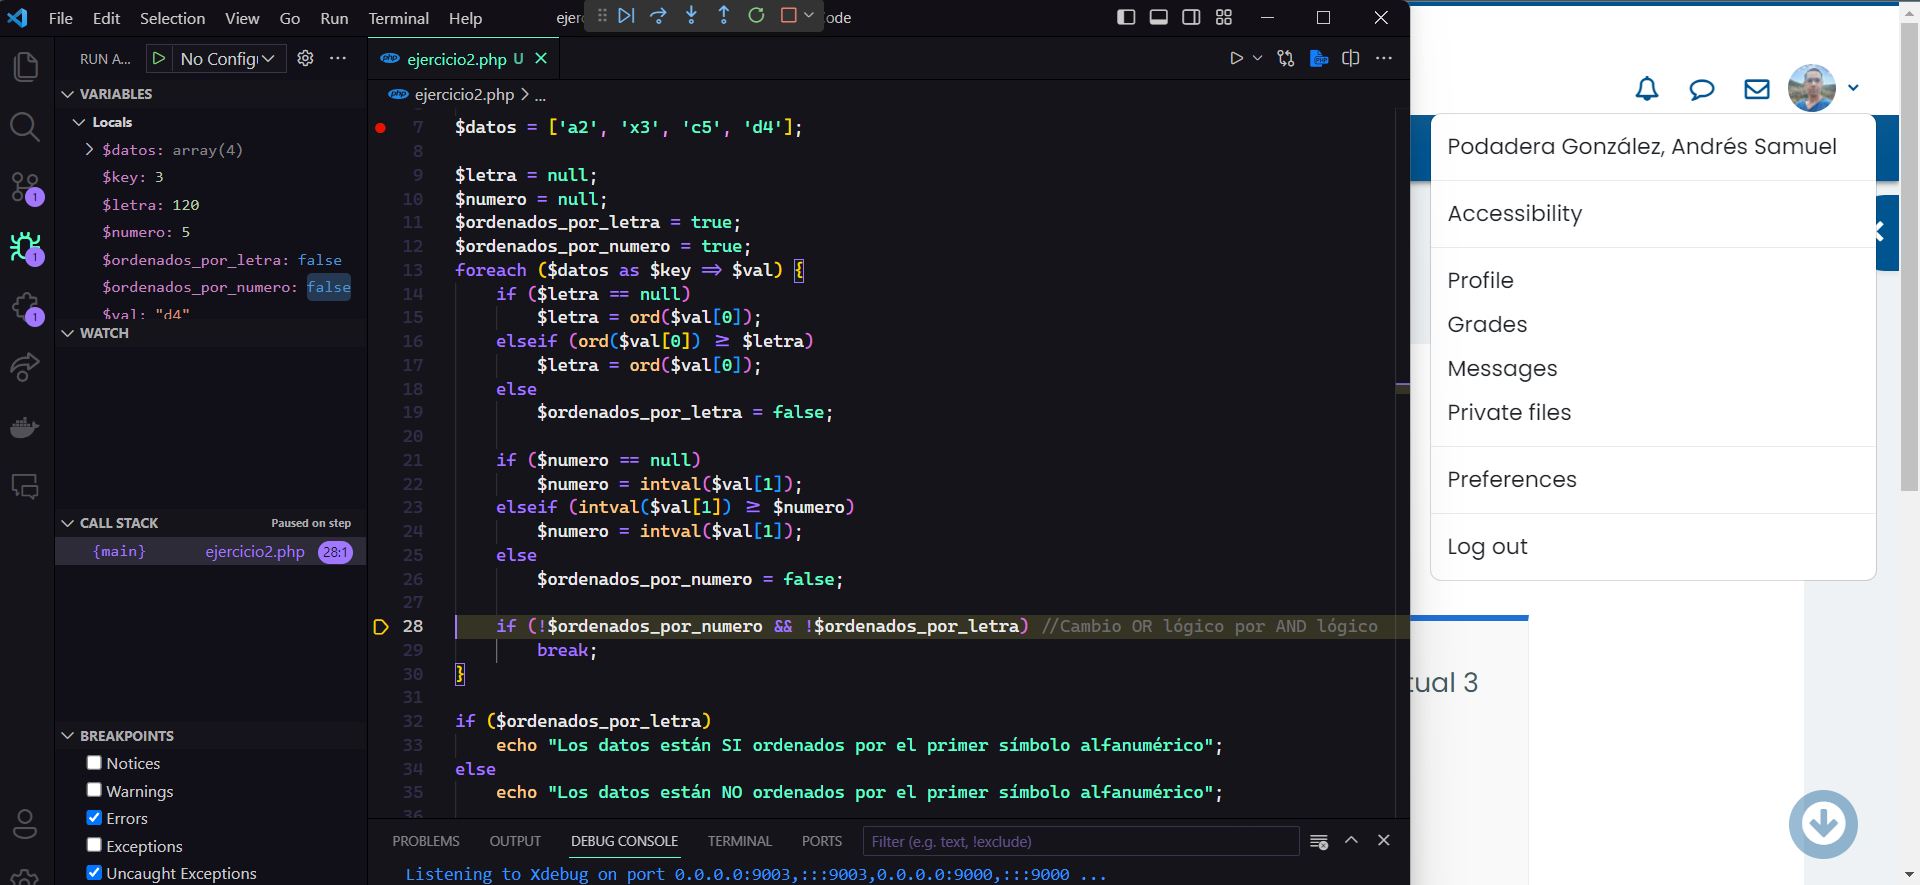 File Edit Selection View Go Run Terminal Help
ejerc
ode
RUN A... No Config
VARIABLES
Locals
$datos: array(4)
$key: 3
$letra: 120
$numero: 5
$ordenados_por_letra: false
$ordenados_por_numero: false
$val: "d4"
WATCH
CALL STACK Paused on step
{main} ejercicio2.php 28:1
BREAKPOINTS
Notices
Warnings
Errors
Exceptions
Uncaught Exceptions
1
1
1
php ejercicio2.php U
php ejercicio2.php > ...
7 $datos = ['a2', 'x3', 'c5', 'd4'];
8
9 $letra = null;
10 $numero = null;
11 $ordenados_por_letra = true;
12 $ordenados_por_numero = true;
13 foreach ($datos as $key => $val) {
14 if ($letra == null)
15 $letra = ord($val[0]);
16 elseif (ord($val[0]) ≥ $letra)
17 $letra = ord($val[0]);
18 else
19 $ordenados_por_letra = false;
20
21 if ($numero == null)
22 $numero = intval($val[1]);
23 elseif (intval($val[1]) ≥ $numero)
24 $numero = intval($val[1]);
25 else
26 $ordenados_por_numero = false;
27
28 if (!$ordenados_por_numero && !$ordenados_por_letra) //Cambio OR lógico por AND lógico
29 break;
30 }
31
32 if ($ordenados_por_letra)
33 echo "Los datos están SI ordenados por el primer símbolo alfanumérico";
34 else
35 echo "Los datos están NO ordenados por el primer símbolo alfanumérico";
36
PROBLEMS OUTPUT DEBUG CONSOLE TERMINAL PORTS Filter (e.g. text, !exclude)
Listening to Xdebug on port 0.0.0.0:9003,:::9003,0.0.0.0:9000,:::9000 ...
Podadera González, Andrés Samuel
Accessibility
Profile
Grades
Messages
Private files
Preferences
Log out
tual 3